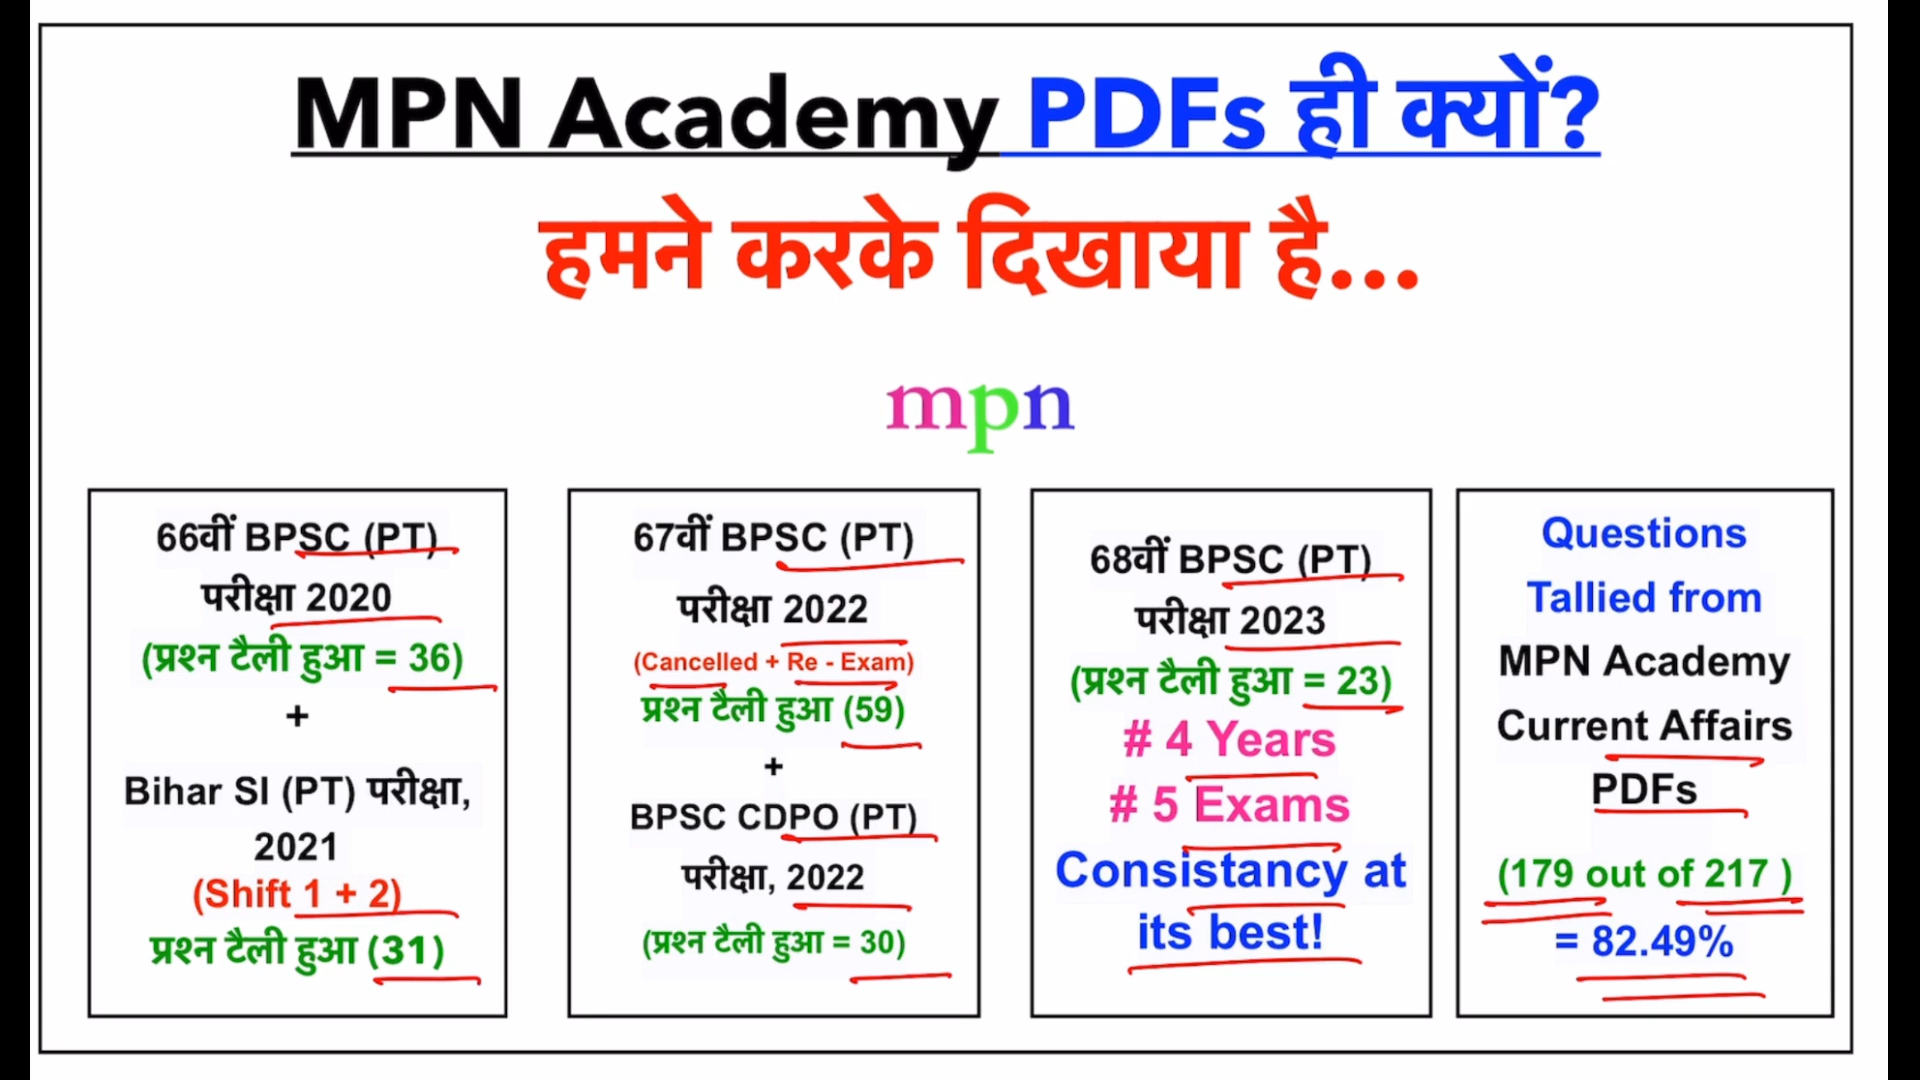 MPN Academy PDFs ही क्यों?
हमने करके दिखाया है...
mpn
66वीं BPSC (PT)
परीक्षा 2020
(प्रश्न टैली हुआ = 36)
+
Bihar SI (PT) परीक्षा,
2021
(Shift 1 + 2)
प्रश्न टैली हुआ (31)
67वीं BPSC (PT)
परीक्षा 2022
(Cancelled + Re - Exam)
प्रश्न टैली हुआ (59)
+
BPSC CDPO (PT)
परीक्षा, 2022
(प्रश्न टैली हुआ = 30)
68वीं BPSC (PT)
परीक्षा 2023
(प्रश्न टैली हुआ = 23)
# 4 Years
# 5 Exams
Consistancy at
its best!
Questions
Tallied from
MPN Academy
Current Affairs
PDFs
(179 out of 217 )
= 82.49%